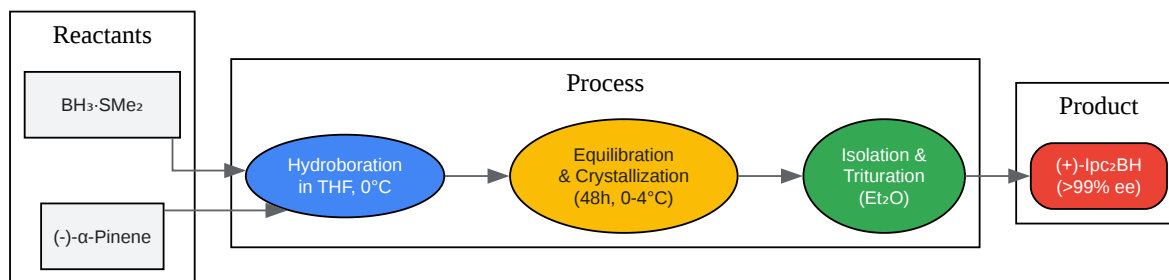 Reactants
BH₃·SMe₂
(-)-α-Pinene
Process
Hydroboration
in THF, 0°C
Equilibration
& Crystallization
(48h, 0-4°C)
Isolation &
Trituration
(Et₂O)
Product
(+)-Ipc₂BH
(>99% ee)